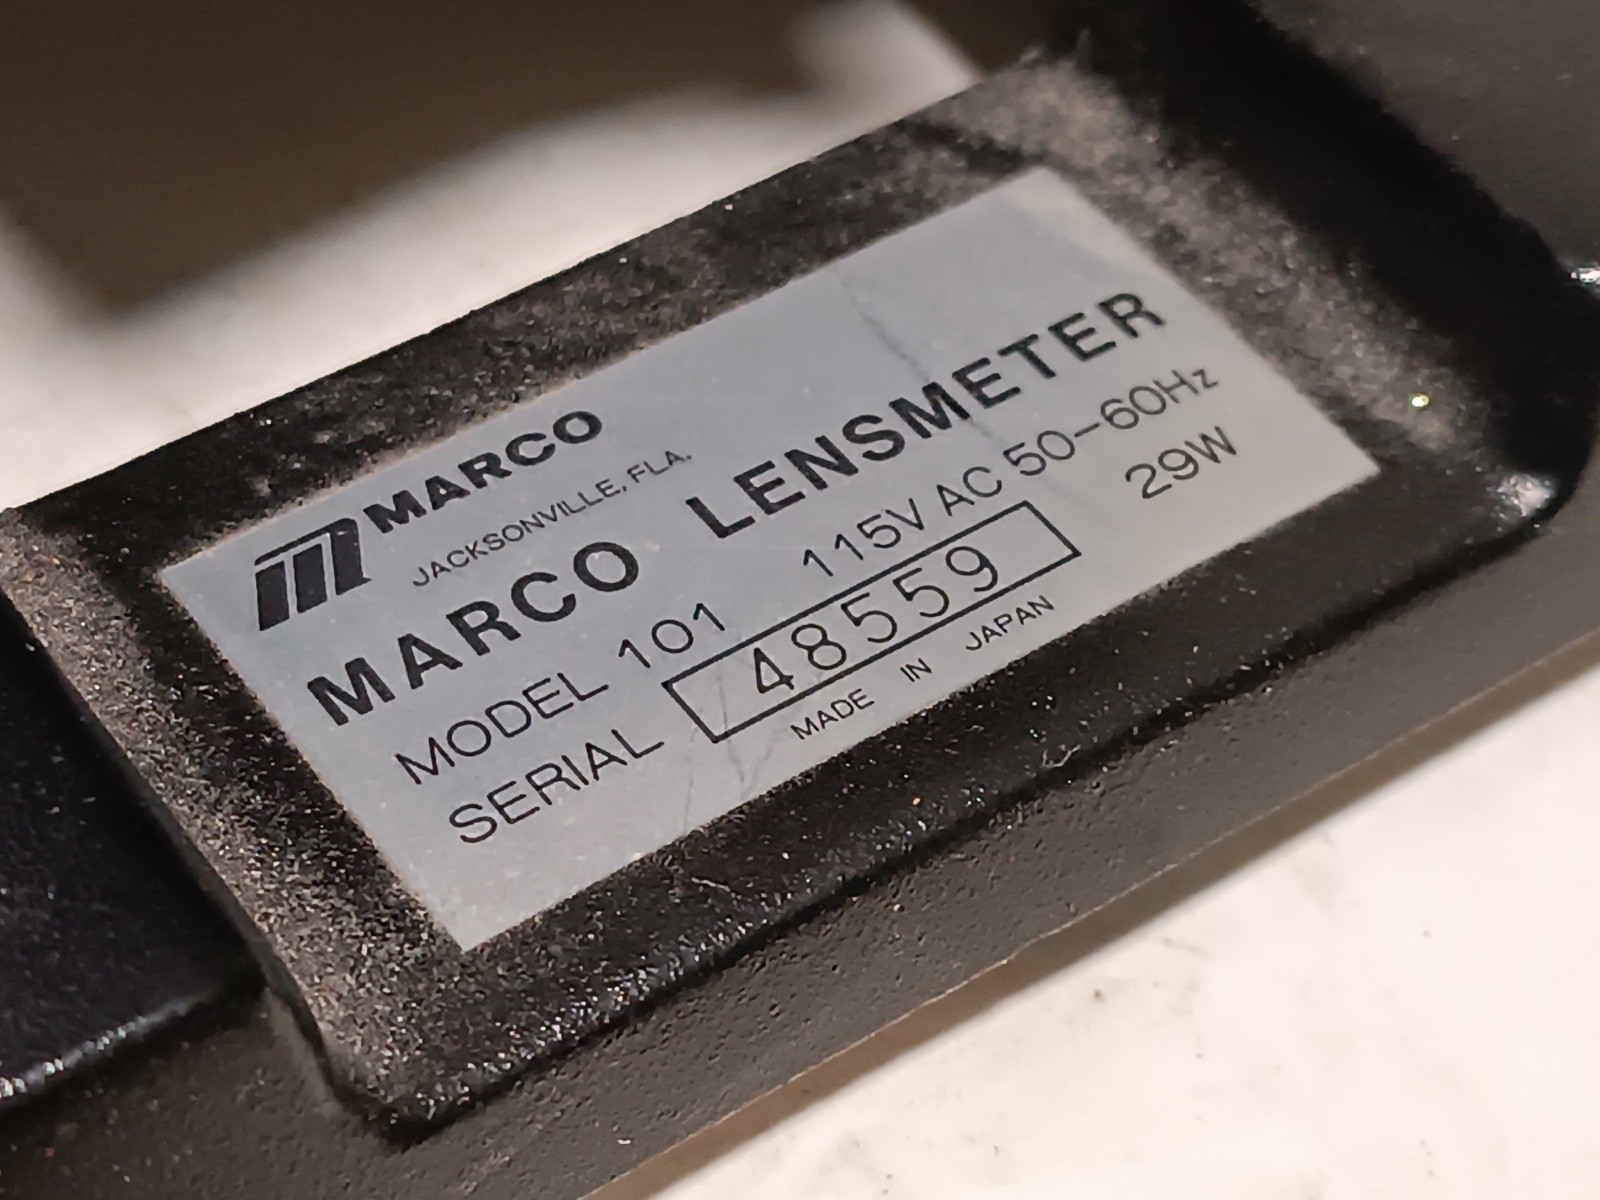 m MARCO
JACKSONVILLE, FLA.
MARCO LENSMETER
MODEL 101 115V AC 50-60Hz
29W
SERIAL 48559
MADE IN JAPAN